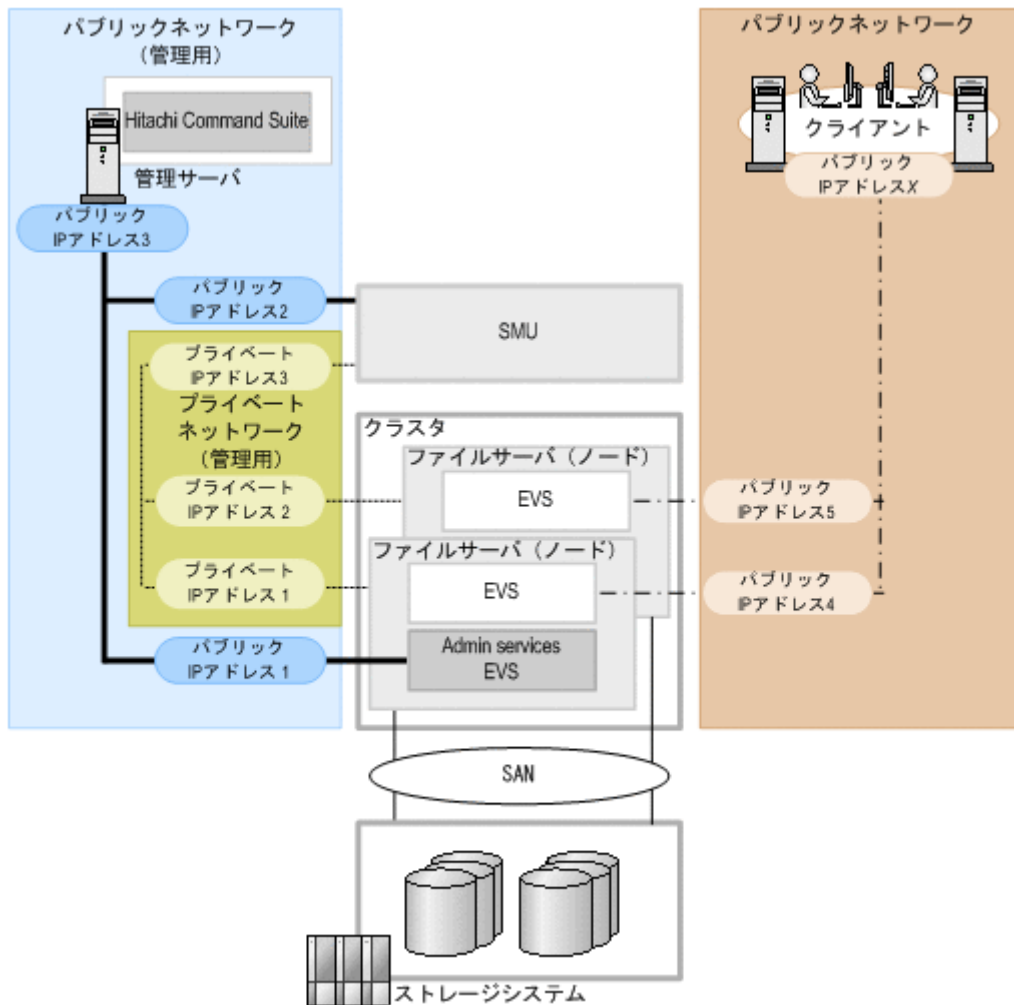 パブリックネットワーク
（管理用）
Hitachi Command Suite
管理サーバ
パブリック
IPアドレス3
パブリック
IPアドレス2
SMU
プライベート
IPアドレス3
プライベート
ネットワーク
（管理用）
プライベート
IPアドレス 2
プライベート
IPアドレス 1
パブリック
IPアドレス 1
クラスタ
ファイルサーバ（ノード）
EVS
ファイルサーバ（ノード）
EVS
Admin services
EVS
SAN
ストレージシステム
パブリックネットワーク
クライアント
パブリック
IPアドレスX
パブリック
IPアドレス5
パブリック
IPアドレス4